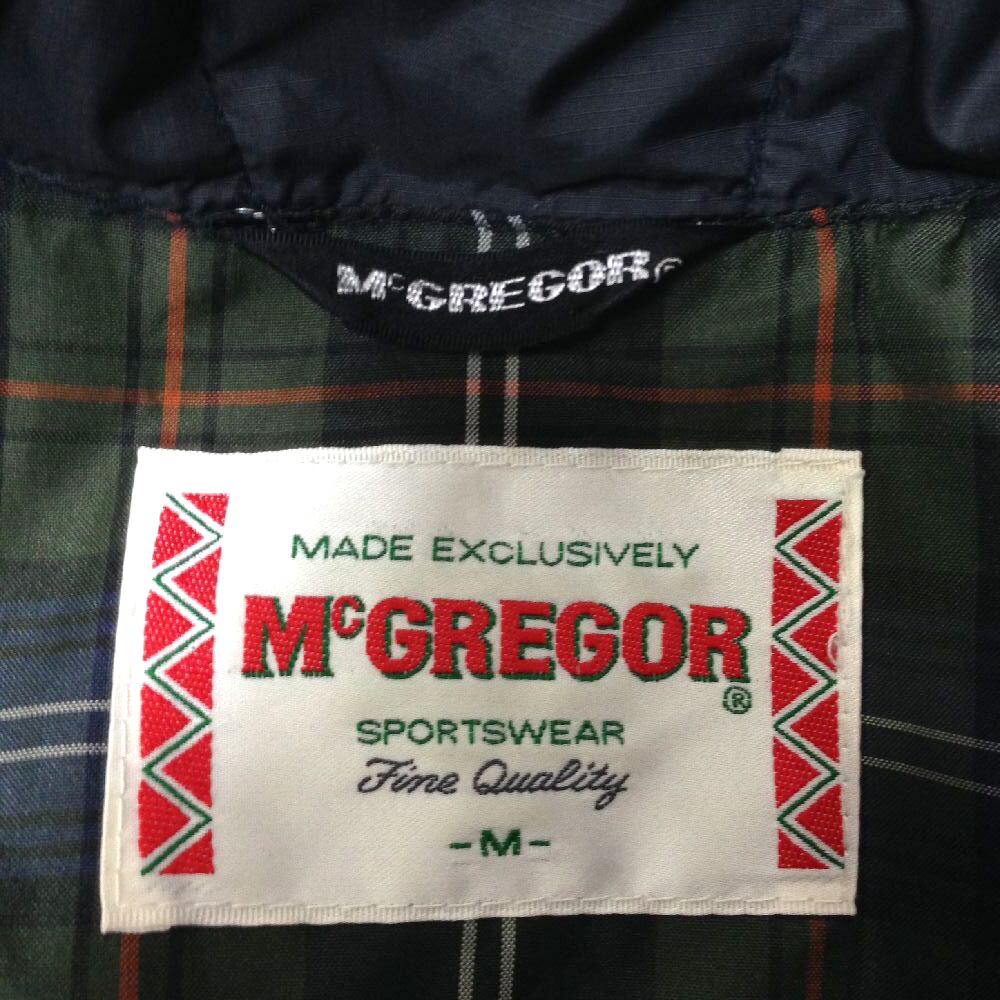 McGREGOR®
MADE EXCLUSIVELY
McGREGOR®
SPORTSWEAR
Fine Quality
-M-